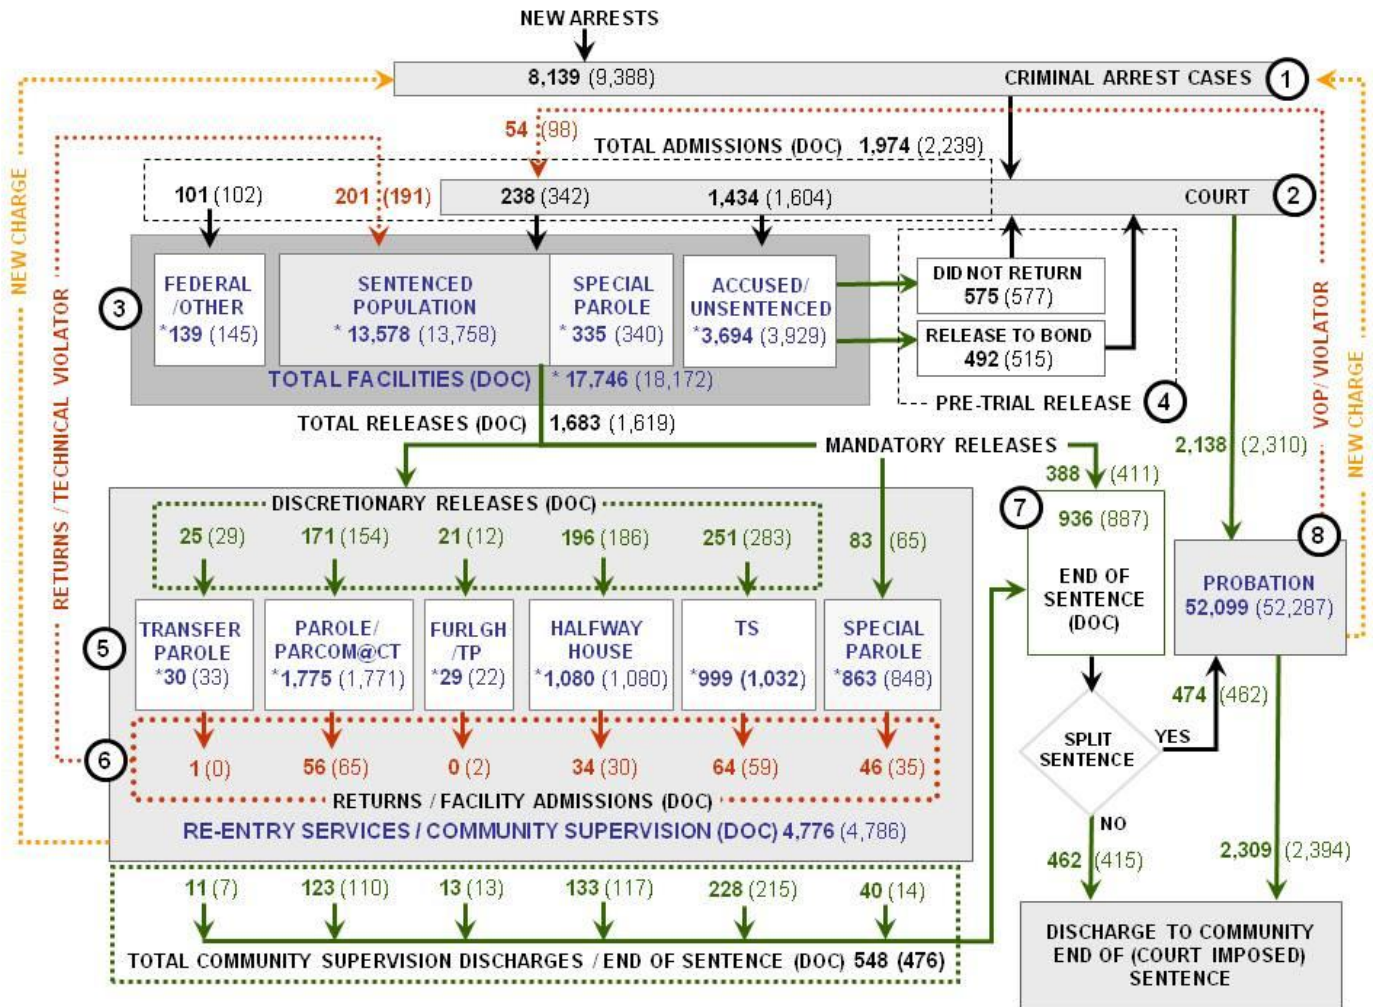 NEW ARRESTS
8,139 (9,388)
CRIMINAL ARREST CASES
1
54 (98)
TOTAL ADMISSIONS (DOC) 1,974 (2,239)
101 (102)
201 (191)
238 (342)
1,434 (1,604)
COURT
2
NEW CHARGE
RETURNS / TECHNICAL VIOLATOR
3
FEDERAL
/OTHER
*139 (145)
SENTENCED
POPULATION
*13,578 (13,758)
SPECIAL
PAROLE
*335 (340)
ACCUSED/
UNSENTENCED
*3,694 (3,929)
TOTAL FACILITIES (DOC) *17,746 (18,172)
DID NOT RETURN
575 (577)
RELEASE TO BOND
492 (515)
PRE-TRIAL RELEASE
4
VOP/ VIOLATOR
NEW CHARGE
TOTAL RELEASES (DOC) 1,683 (1,619)
MANDATORY RELEASES
2,138 (2,310)
388 (411)
DISCRETIONARY RELEASES (DOC)
25 (29)
171 (154)
21 (12)
196 (186)
251 (283)
83 (65)
7
936 (887)
END OF
SENTENCE
(DOC)
8
PROBATION
52,099 (52,287)
5
TRANSFER
PAROLE
*30 (33)
PAROLE/
PARCOM@CT
*1,775 (1,771)
FURLGH
/TP
*29 (22)
HALFWAY
HOUSE
*1,080 (1,080)
TS
*999 (1,032)
SPECIAL
PAROLE
*863 (848)
474 (462)
SPLIT
SENTENCE
YES
NO
6
1 (0)
56 (65)
0 (2)
34 (30)
64 (59)
46 (35)
RETURNS / FACILITY ADMISSIONS (DOC)
RE-ENTRY SERVICES / COMMUNITY SUPERVISION (DOC) 4,776 (4,786)
462 (415)
2,309 (2,394)
11 (7)
123 (110)
13 (13)
133 (117)
228 (215)
40 (14)
TOTAL COMMUNITY SUPERVISION DISCHARGES / END OF SENTENCE (DOC) 548 (476)
DISCHARGE TO COMMUNITY
END OF (COURT IMPOSED)
SENTENCE